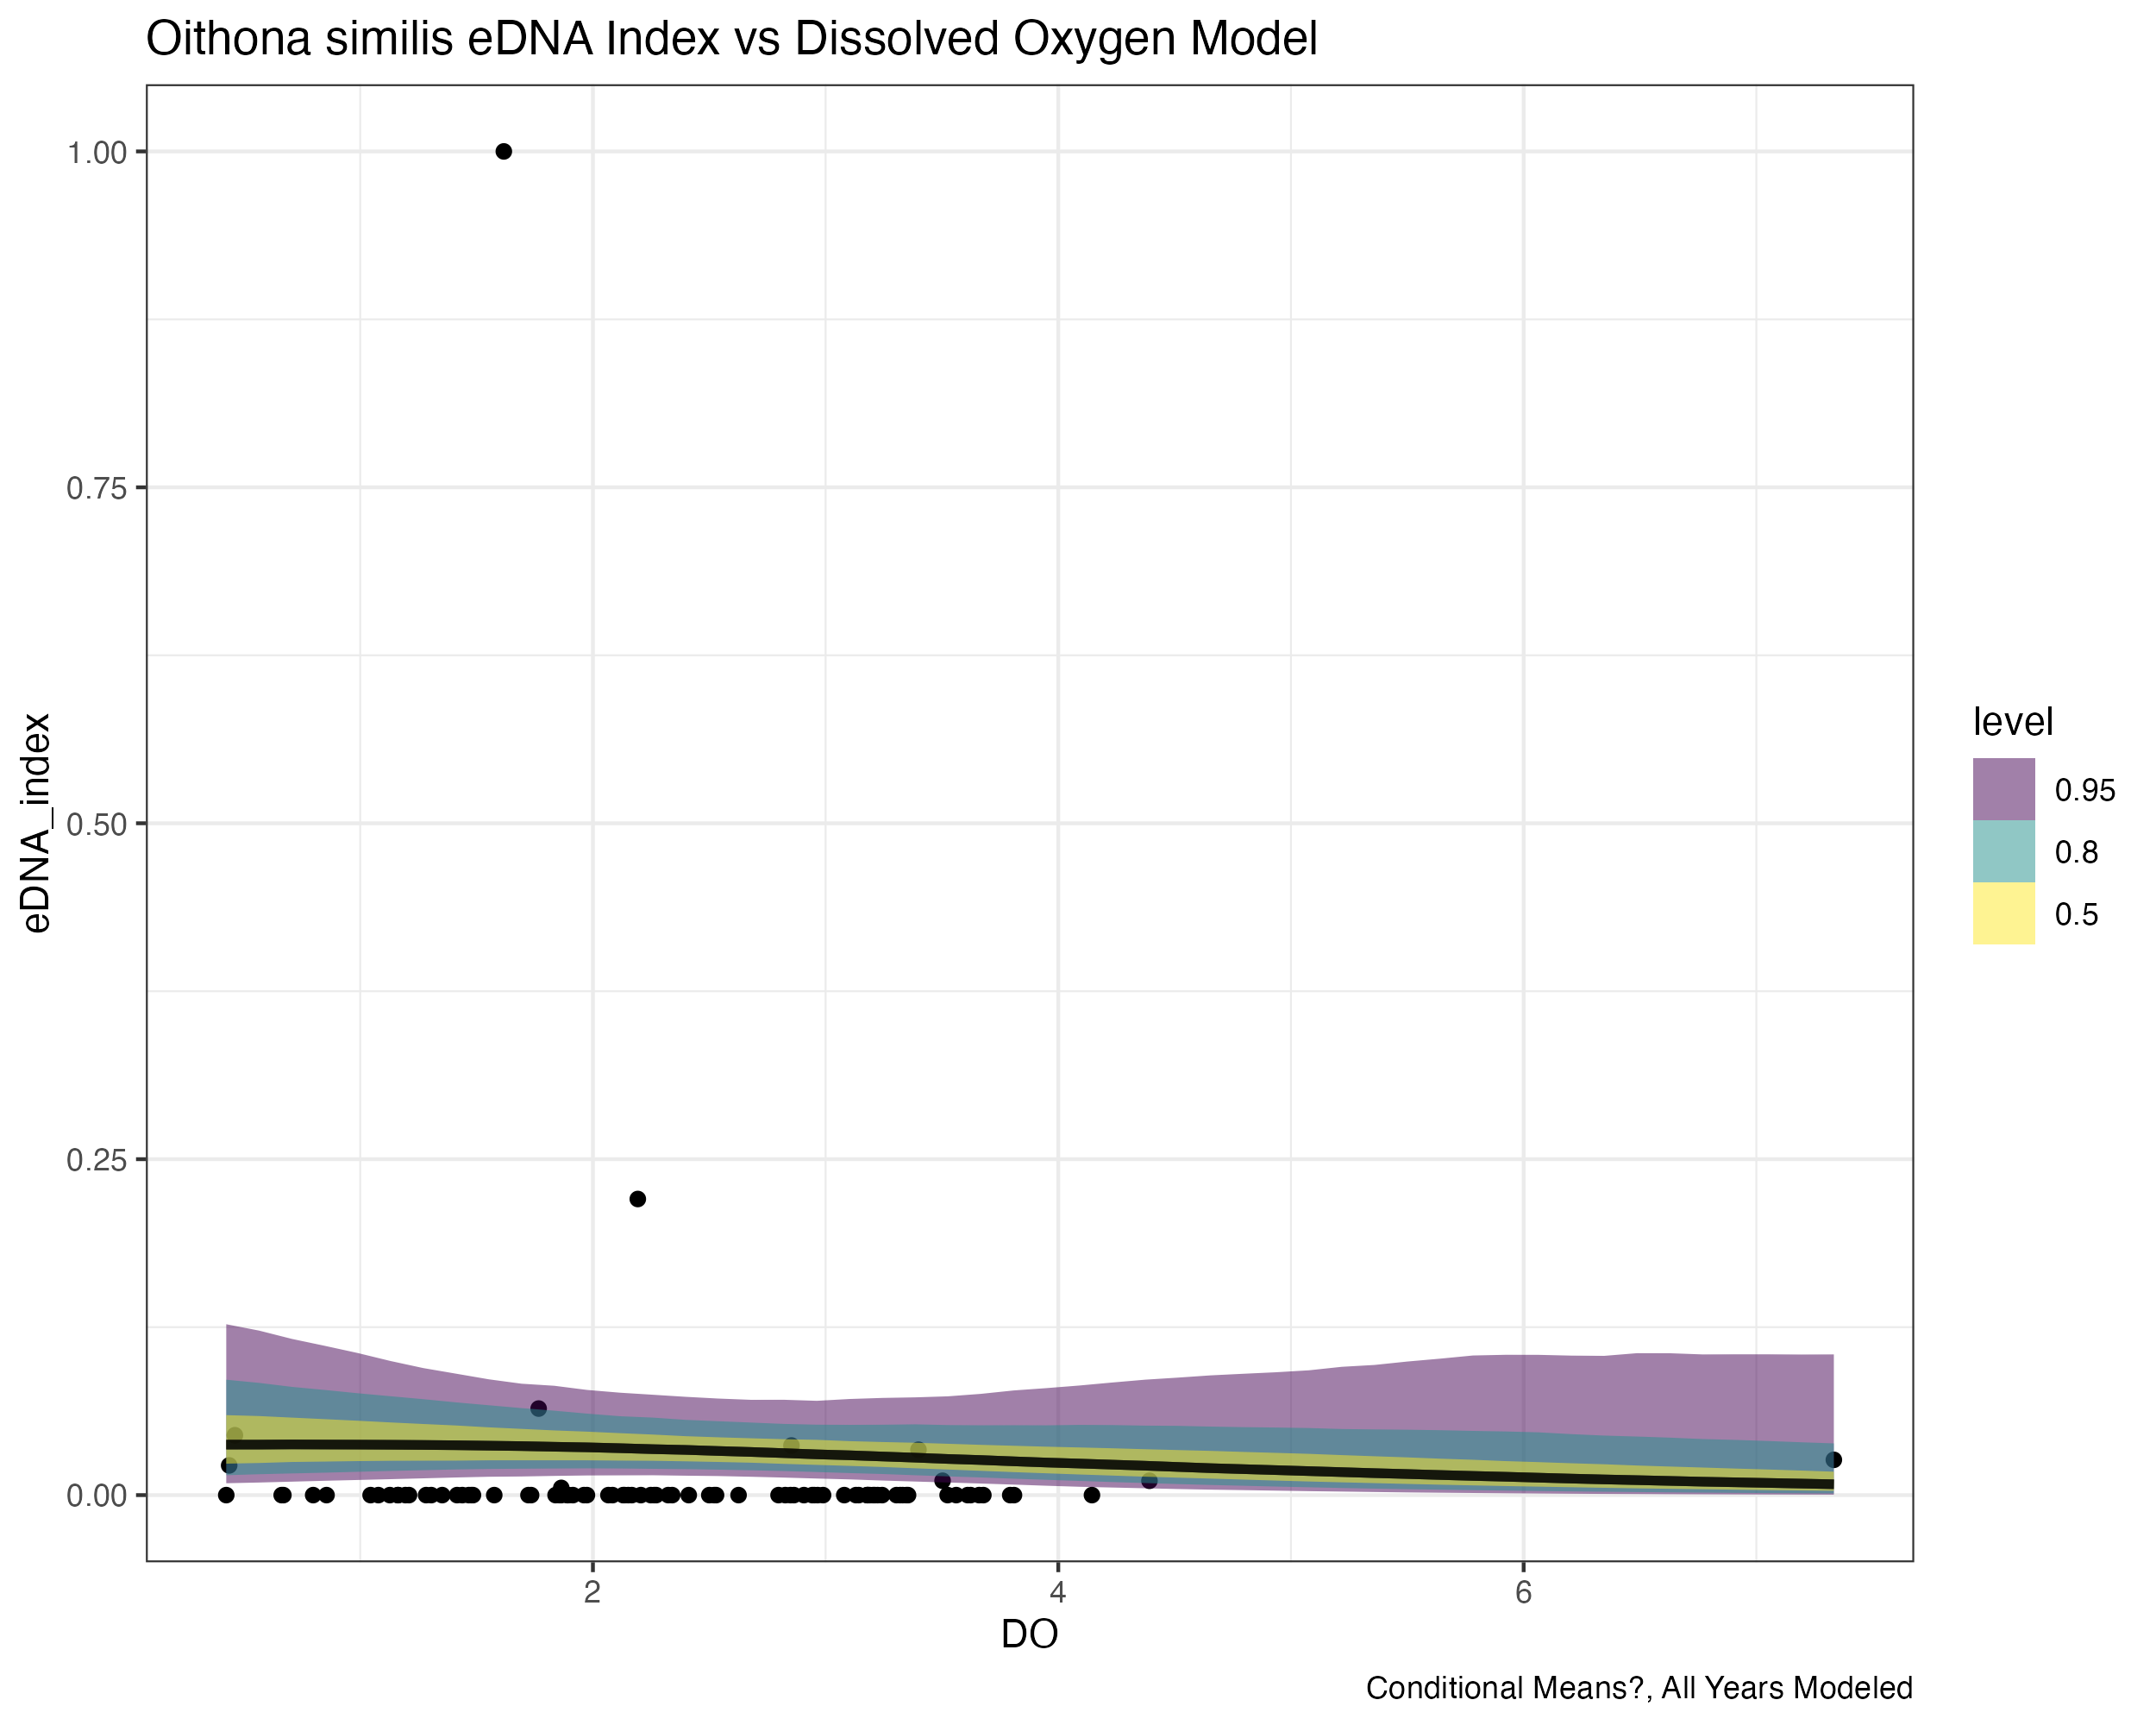 Oithona similis eDNA Index vs Dissolved Oxygen Model
1.00
0.75
0.50
0.25
0.00
eDNA_index
2 4 6
DO
level
0.95
0.8
0.5
Conditional Means?, All Years Modeled